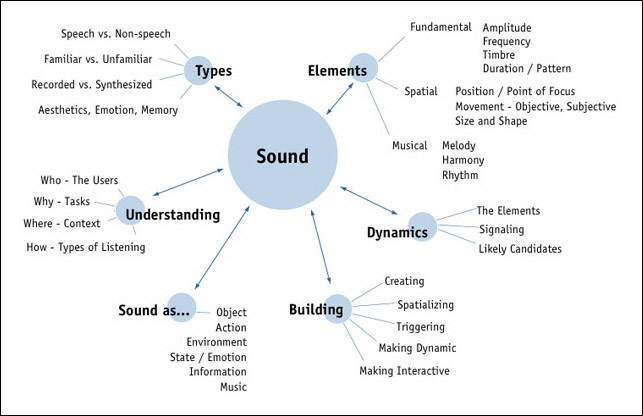 Speech vs. Non-speech
Familiar vs. Unfamiliar
Recorded vs. Synthesized
Aesthetics, Emotion, Memory
Types
Elements
Fundamental
Amplitude
Frequency
Timbre
Duration / Pattern
Spatial
Position / Point of Focus
Movement - Objective, Subjective
Size and Shape
Musical
Melody
Harmony
Rhythm
Sound
Who - The Users
Why - Tasks
Where - Context
How - Types of Listening
Understanding
Dynamics
The Elements
Signaling
Likely Candidates
Sound as...
Object
Action
Environment
State / Emotion
Information
Music
Building
Creating
Spatializing
Triggering
Making Dynamic
Making Interactive